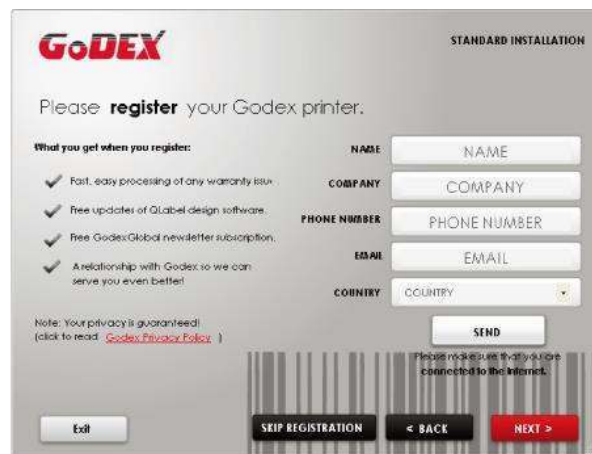 GODEX
STANDARD INSTALLATION
Please register your Godex printer.
What you get when you register:
Fast, easy processing of any warranty issue
Free updates of QLabel design software.
Free Godex Global newsletter subscription.
A relationship with Godex so we can
serve you even better!
Note: Your privacy is guaranteed!
(click to read Godex Privacy Policy )
NAME NAME
COMPANY COMPANY
PHONE NUMBER PHONE NUMBER
EMAIL EMAIL
COUNTRY COUNTRY
SEND
Please make sure that you are
connected to the internet.
Exit
SKIP REGISTRATION
< BACK
NEXT >